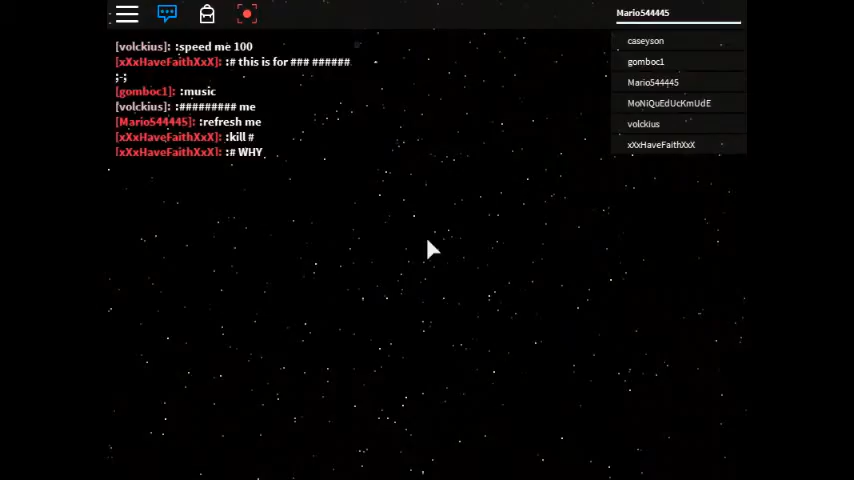 Mario544445
[volckius]: :speed me 100
[xXxHaveFaithXxX]: :# this is for ### ######
;-;
[gomboc1]: :music
[volckius]: :######### me
[Mario544445]: :refresh me
[xXxHaveFaithXxX]: :kill #
[xXxHaveFaithXxX]: :# WHY
caseyson
gomboc1
Mario544445
MoNiQuEdUcKmUdE
volckius
xXxHaveFaithXxX